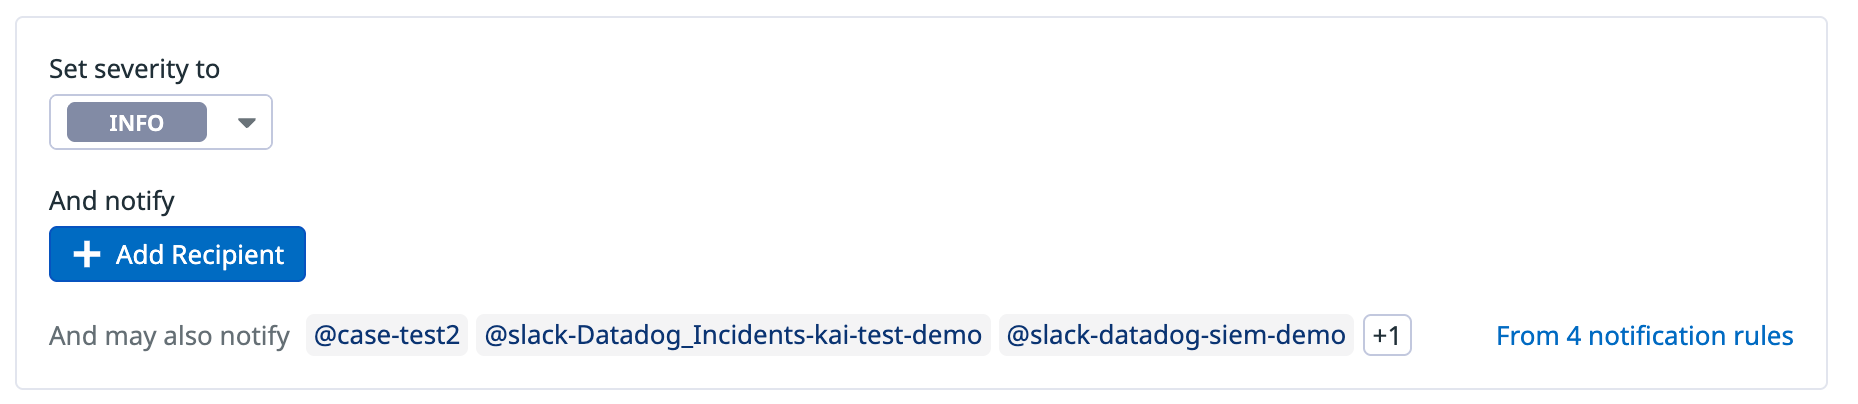 Set severity to
INFO
And notify
Add Recipient
And may also notify @case-test2 @slack-Datadog_Incidents-kai-test-demo @slack-datadog-siem-demo +1 From 4 notification rules